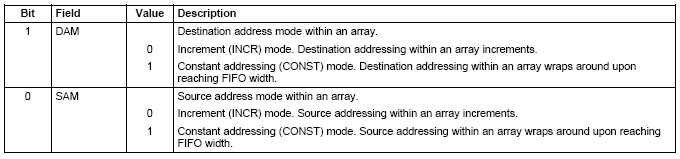 Bit Field Value Description
1 DAM Destination address mode within an array.
0 Increment (INCR) mode. Destination addressing within an array increments.
1 Constant addressing (CONST) mode. Destination addressing within an array wraps around upon
reaching FIFO width.
0 SAM Source address mode within an array.
0 Increment (INCR) mode. Source addressing within an array increments.
1 Constant addressing (CONST) mode. Source addressing within an array wraps around upon reaching
FIFO width.